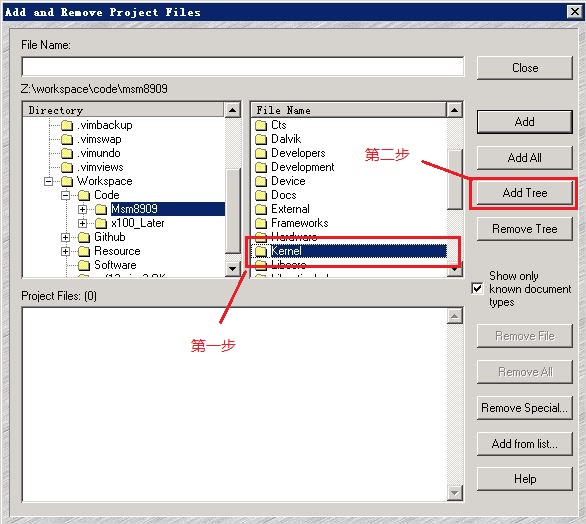 Add and Remove Project Files
File Name:
Close
Z:\workspace\code\msm8909
Directory
File Name
.vimbackup
.vimswap
.vimundo
.vimviews
Workspace
Code
Msm8909
x100_Later
Github
Resource
Software
Cts
Dalvik
Developers
Development
Device
Docs
External
Frameworks
Hardware
Kernel
第二步
第一步
Add
Add All
Add Tree
Remove Tree
Show only
known document
types
Project Files: (0)
Remove File
Remove All
Remove Special...
Add from list...
Help